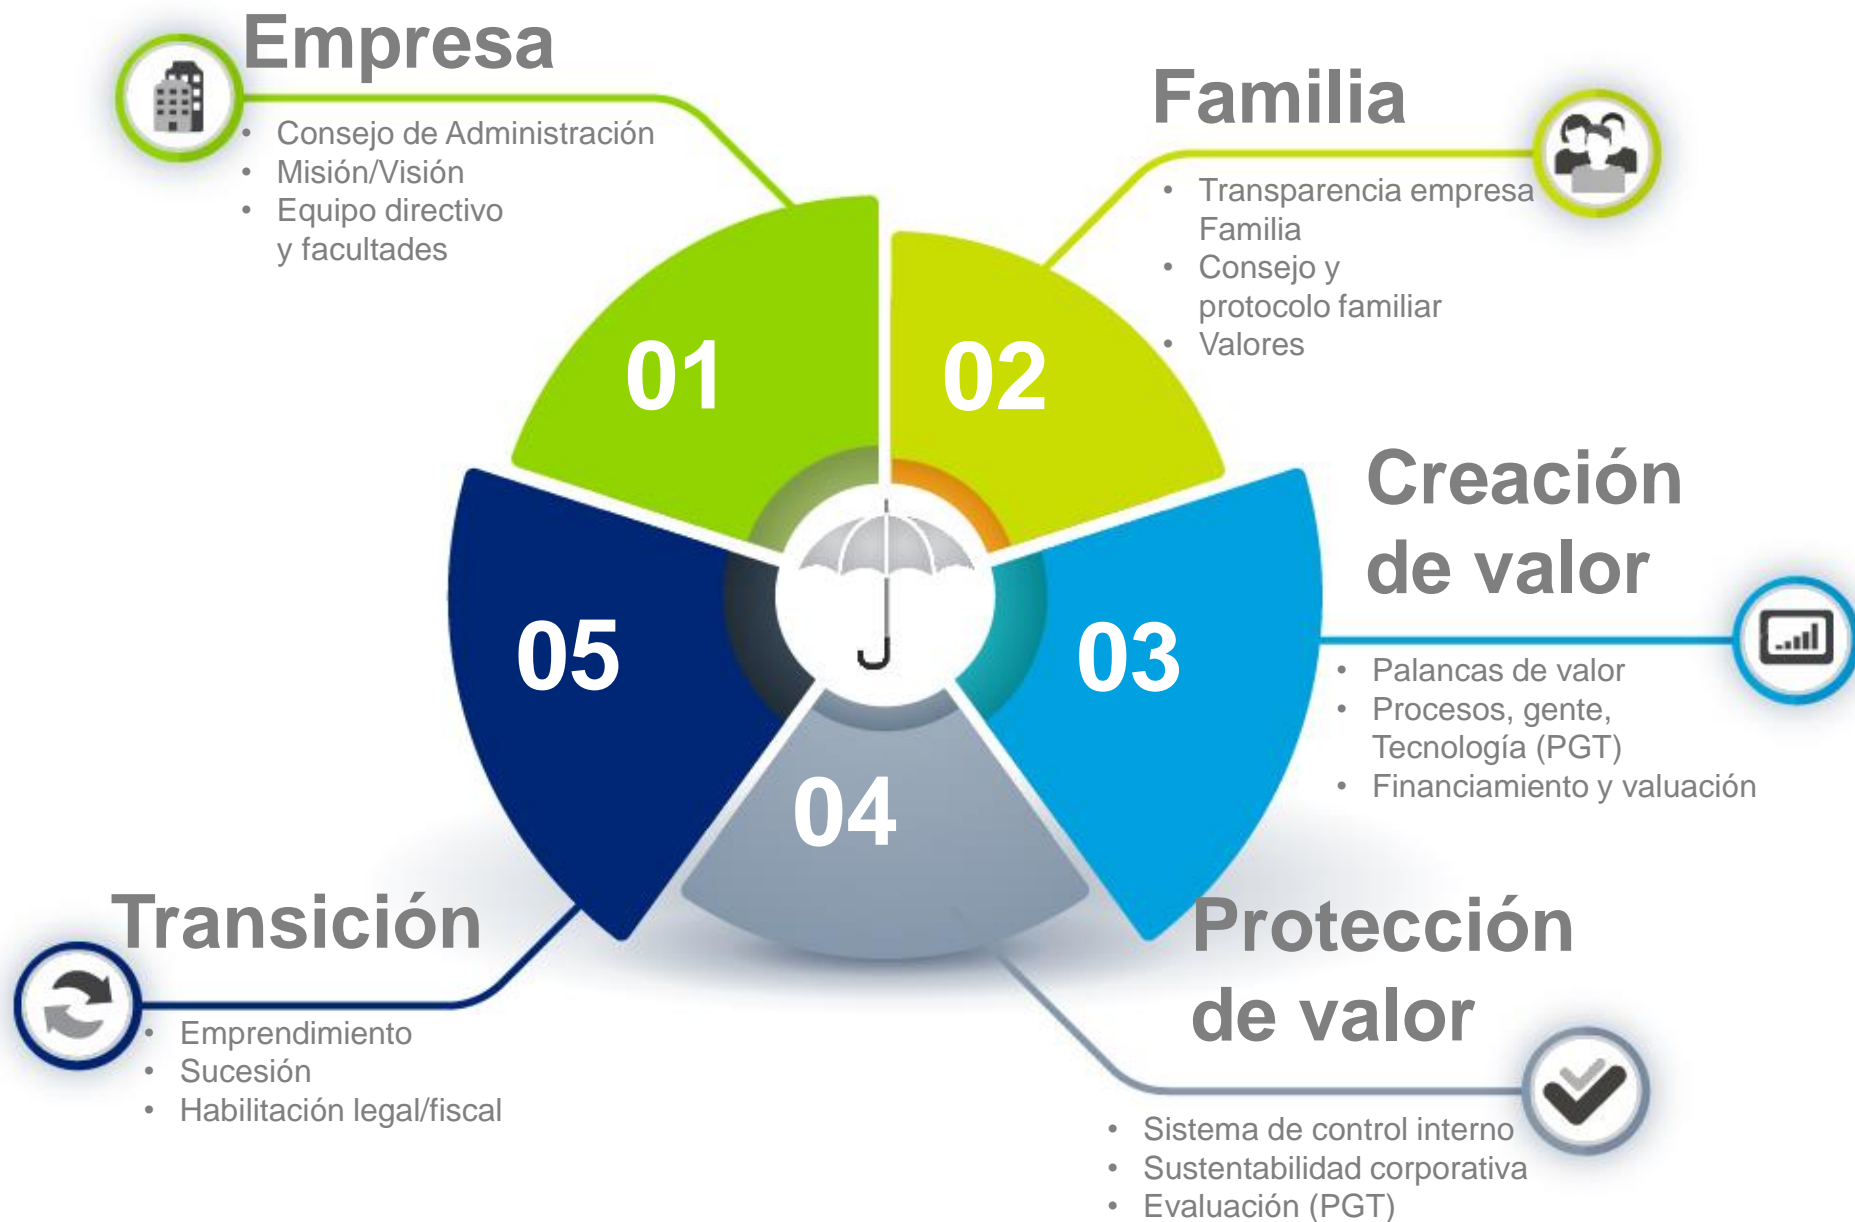 Empresa
• Consejo de Administración
• Misión/Visión
• Equipo directivo
y facultades
Familia
• Transparencia empresa
Familia
• Consejo y
protocolo familiar
• Valores
01
02
Creación
de valor
• Palancas de valor
• Procesos, gente,
Tecnología (PGT)
• Financiamiento y valuación
03
04
05
Protección
de valor
• Sistema de control interno
• Sustentabilidad corporativa
• Evaluación (PGT)
Transición
• Emprendimiento
• Sucesión
• Habilitación legal/fiscal